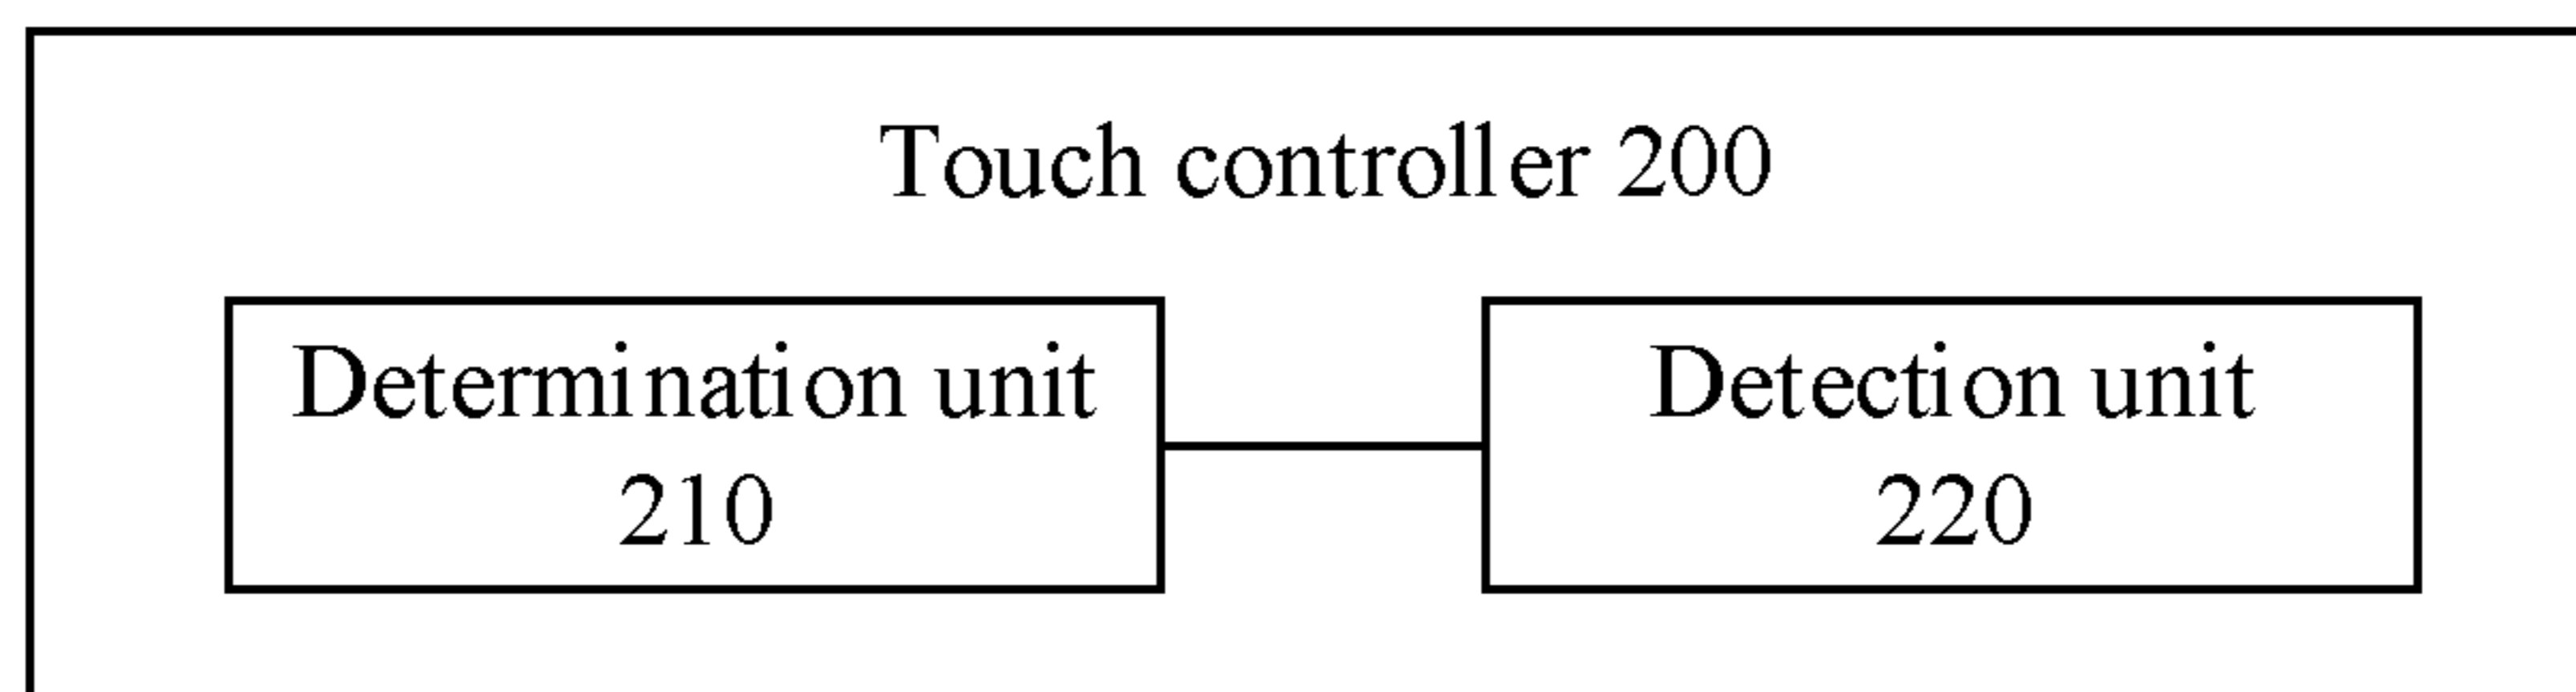 Touch controller 200
Determination unit
210
Detection unit
220